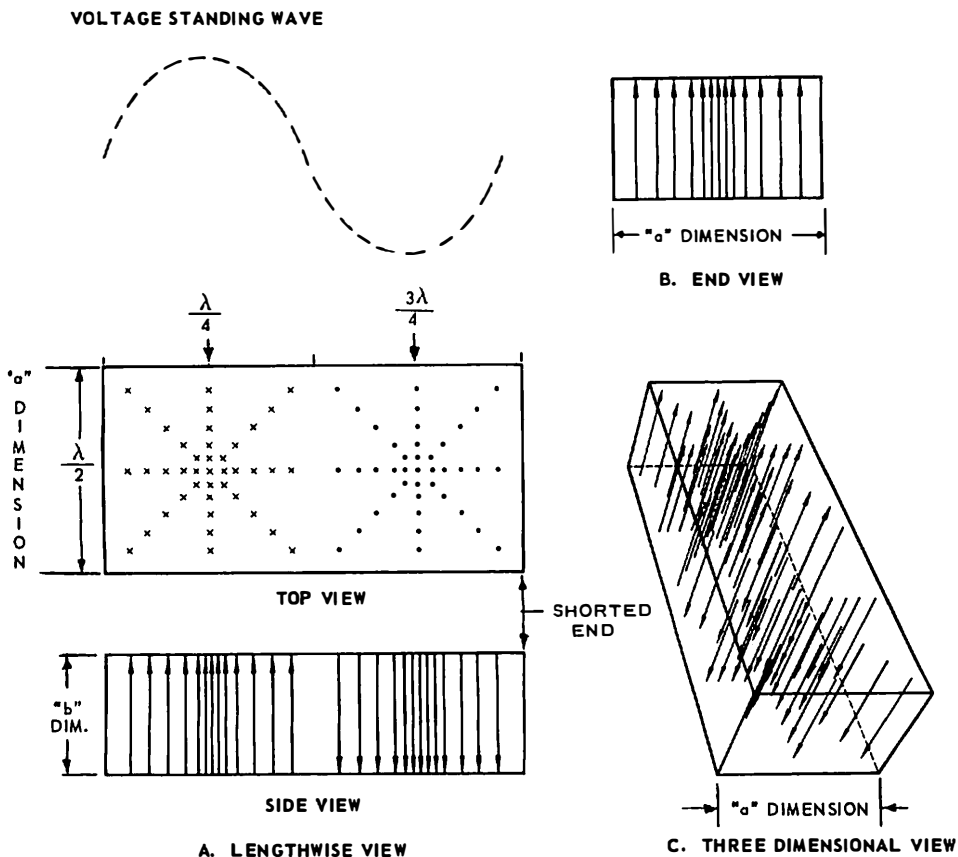 VOLTAGE STANDING WAVE
"a" DIMENSION
B. END VIEW
λ
4
3λ
4
"a"
DIMENSION
λ
2
TOP VIEW
SHORTED
END
"b"
DIM.
SIDE VIEW
"a" DIMENSION
A. LENGTHWISE VIEW
C. THREE DIMENSIONAL VIEW